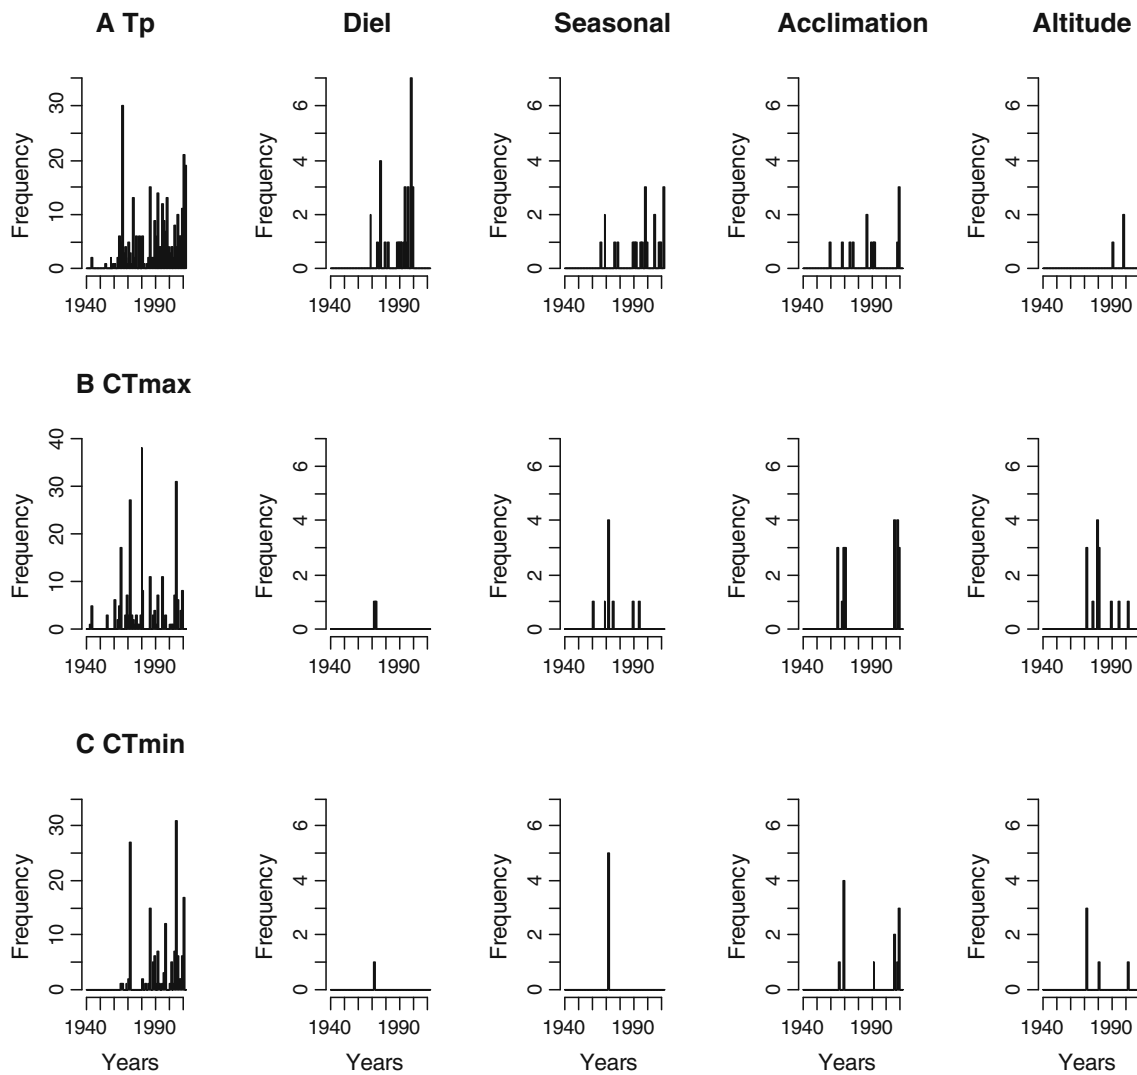 A Tp Diel Seasonal Acclimation Altitude
Frequency Frequency Frequency Frequency Frequency
0 10 20 30 0 2 4 6 0 2 4 6 0 2 4 6 0 2 4 6
1940 1990 1940 1990 1940 1990 1940 1990 1940 1990
B CTmax
Frequency Frequency Frequency Frequency Frequency
0 10 20 30 40 0 2 4 6 0 2 4 6 0 2 4 6 0 2 4 6
1940 1990 1940 1990 1940 1990 1940 1990 1940 1990
C CTmin
Frequency Frequency Frequency Frequency Frequency
0 10 20 30 0 2 4 6 0 2 4 6 0 2 4 6 0 2 4 6
1940 1990 1940 1990 1940 1990 1940 1990 1940 1990
Years Years Years Years Years